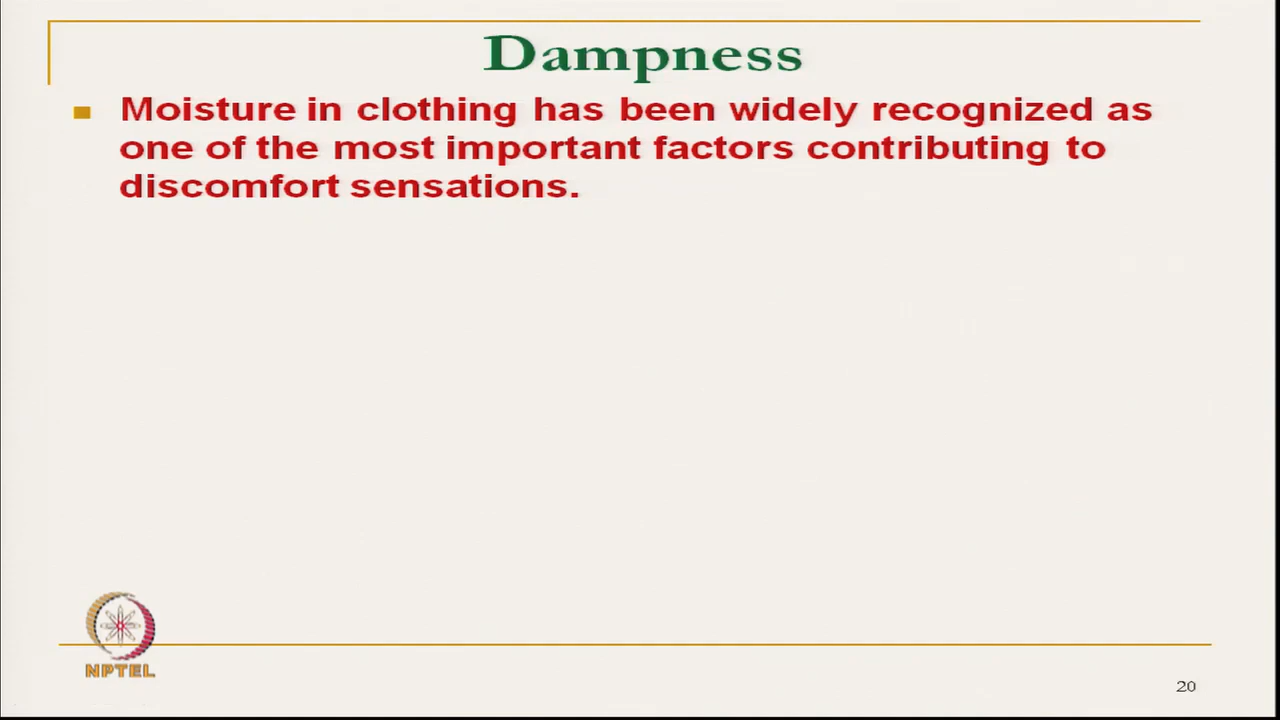 Dampness
Moisture in clothing has been widely recognized as
one of the most important factors contributing to
discomfort sensations.
NPTEL
20